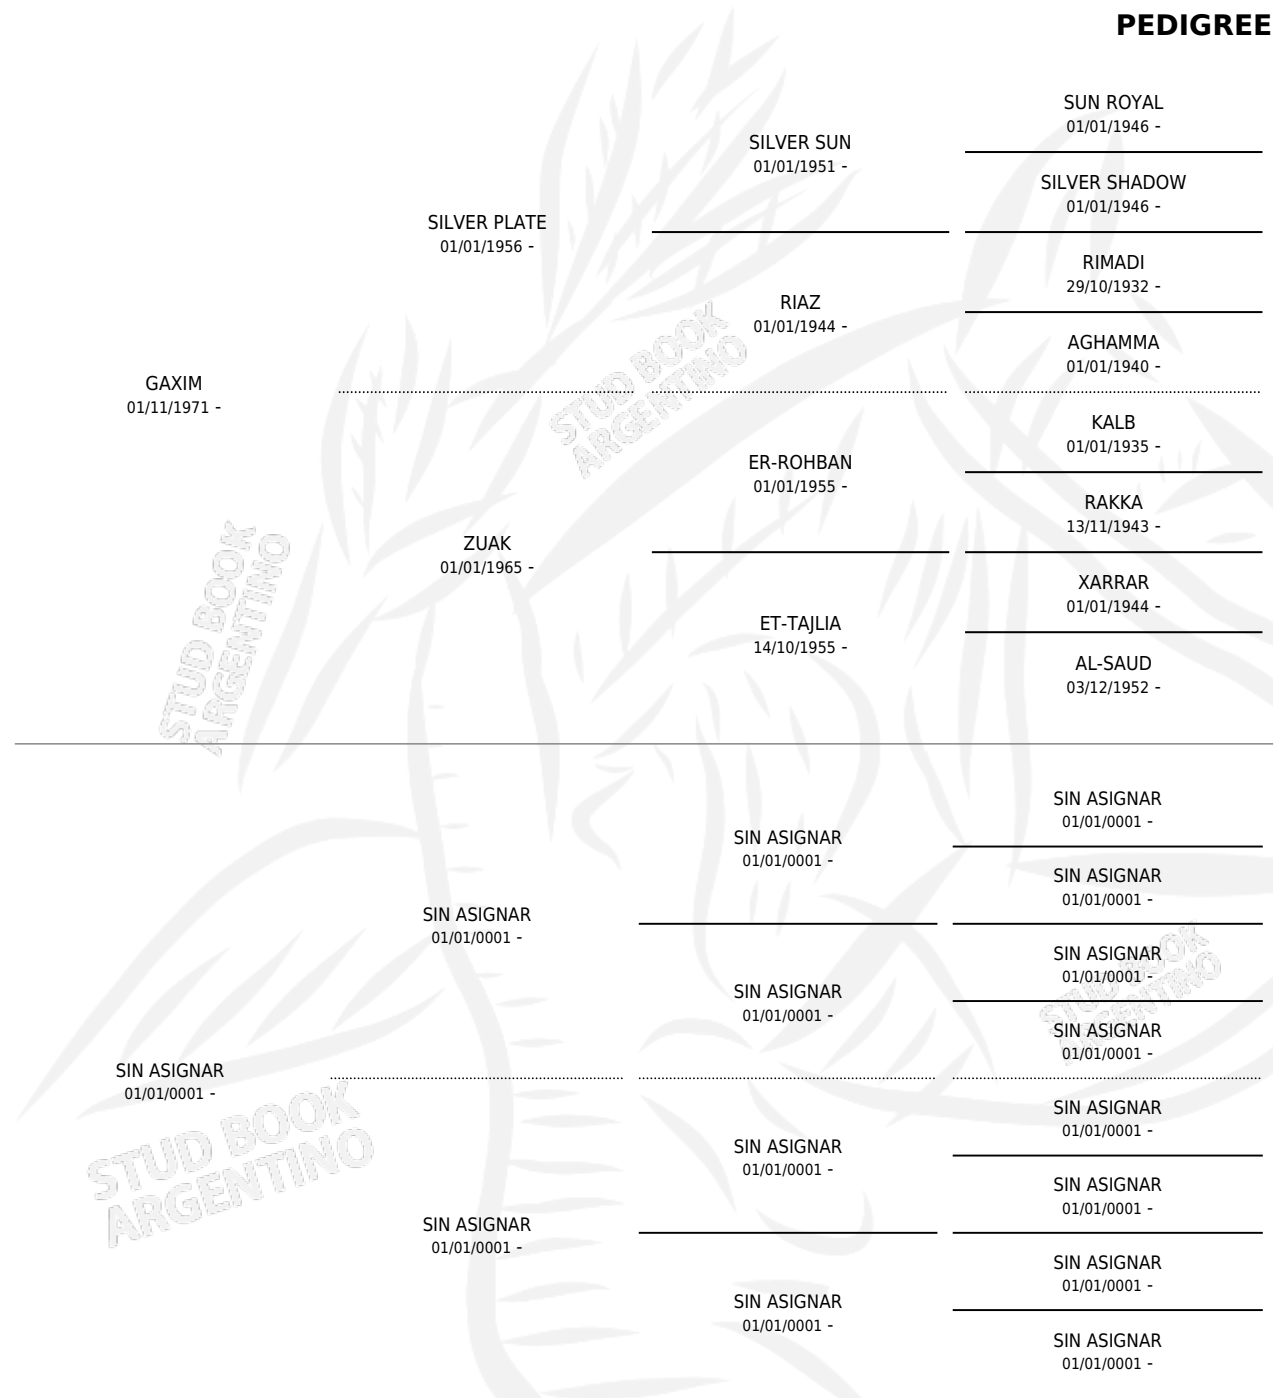 PEDIGREE
SUN ROYAL
01/01/1946 -
SILVER SUN
01/01/1951 -
SILVER SHADOW
01/01/1946 -
SILVER PLATE
01/01/1956 -
RIMADI
29/10/1932 -
RIAZ
01/01/1944 -
AGHAMMA
01/01/1940 -
GAXIM
01/11/1971 -
KALB
01/01/1935 -
ER-ROHBAN
01/01/1955 -
RAKKA
13/11/1943 -
ZUAK
01/01/1965 -
XARRAR
01/01/1944 -
ET-TAJLIA
14/10/1955 -
AL-SAUD
03/12/1952 -
STUD BOOK
ARGENTINO
STUD BOOK
ARGENTINO
SIN ASIGNAR
01/01/0001 -
SIN ASIGNAR
01/01/0001 -
SIN ASIGNAR
01/01/0001 -
SIN ASIGNAR
01/01/0001 -
SIN ASIGNAR
01/01/0001 -
SIN ASIGNAR
01/01/0001 -
SIN ASIGNAR
01/01/0001 -
SIN ASIGNAR
01/01/0001 -
SIN ASIGNAR
01/01/0001 -
SIN ASIGNAR
01/01/0001 -
SIN ASIGNAR
01/01/0001 -
SIN ASIGNAR
01/01/0001 -
SIN ASIGNAR
01/01/0001 -
SIN ASIGNAR
01/01/0001 -
SIN ASIGNAR
01/01/0001 -
STUD BOOK
ARGENTINO
STUD BOOK
ARGENTINO